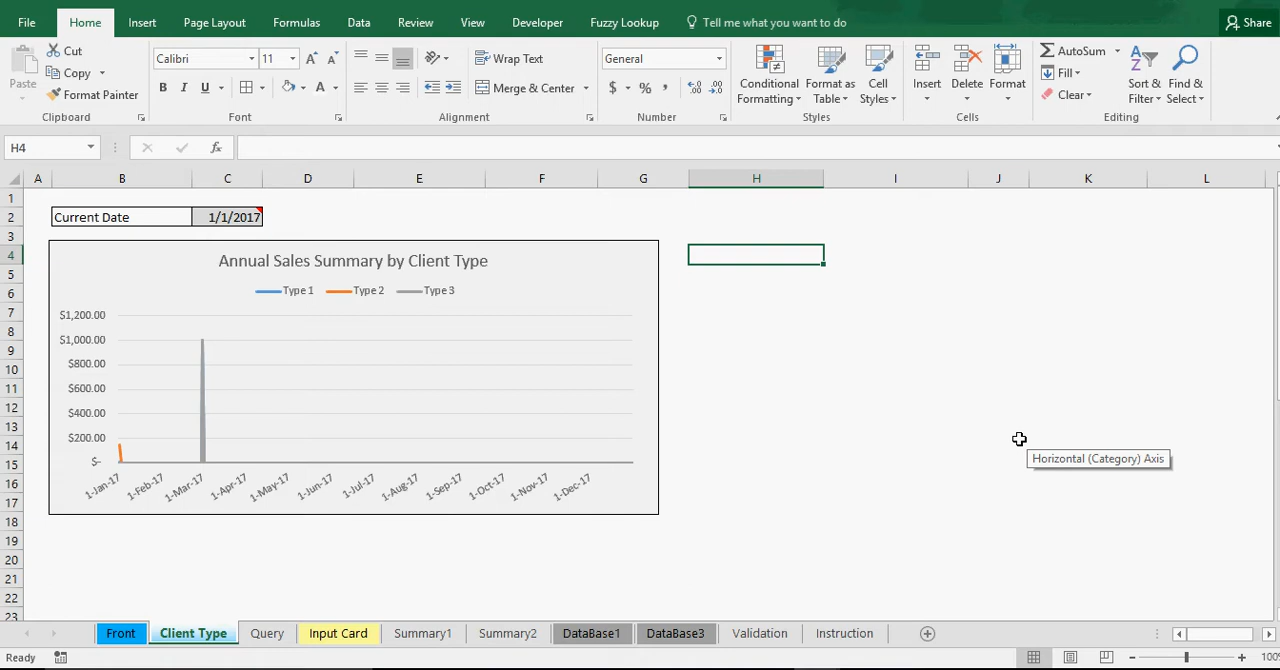 File Home Insert Page Layout Formulas Data Review View Developer Fuzzy Lookup Tell me what you want to do Share
Paste
Cut
Copy
Format Painter
Clipboard
Calibri 11
B I U A
Font
Wrap Text
Merge & Center
Alignment
General
$ % ,
Number
Conditional
Formatting
Format as
Table
Cell
Styles
Styles
Insert Delete Format
Cells
AutoSum
Fill
Clear
Sort &
Filter
Find &
Select
Editing
H4 fx
A B C D E F G H I J K L
1
2 Current Date 1/1/2017
3
4
5
6
7
8
9
10
11
12
13
14
15
16
17
18
19
20
21
22
23
Annual Sales Summary by Client Type
Type 1 Type 2 Type 3
$1,200.00
$1,000.00
$800.00
$600.00
$400.00
$200.00
$-
1-Jan-17 1-Feb-17 1-Mar-17 1-Apr-17 1-May-17 1-Jun-17 1-Jul-17 1-Aug-17 1-Sep-17 1-Oct-17 1-Nov-17 1-Dec-17
Horizontal (Category) Axis
Front Client Type Query Input Card Summary1 Summary2 DataBase1 DataBase3 Validation Instruction
Ready 100%